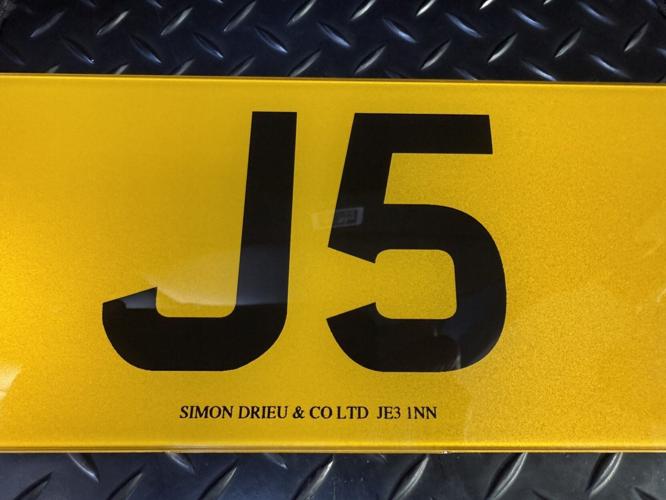 J5
SIMON DRIEU & CO LTD JE3 1NN